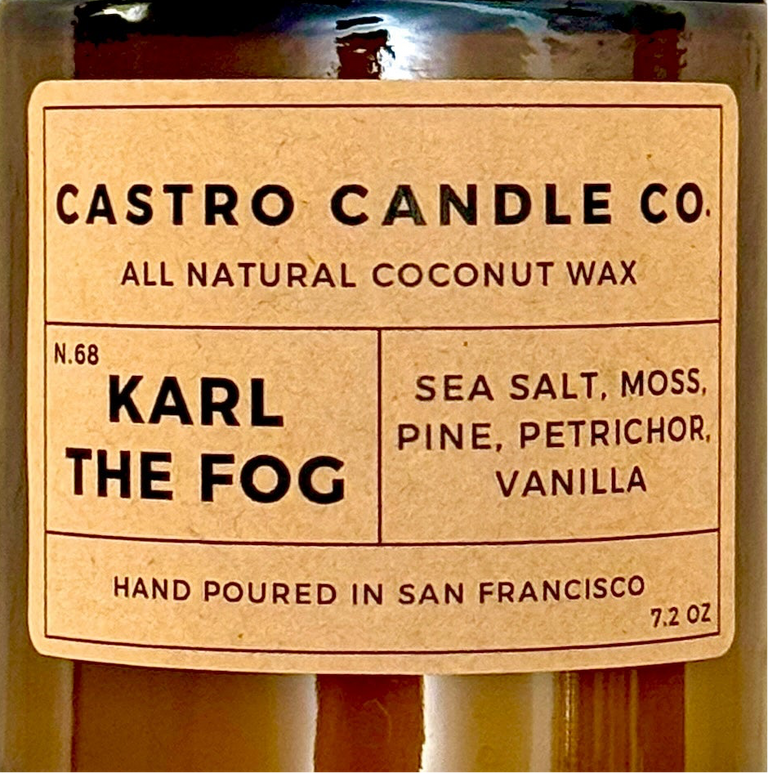 CASTRO CANDLE CO.
ALL NATURAL COCONUT WAX
N.68
KARL
THE FOG
SEA SALT, MOSS,
PINE, PETRICHOR,
VANILLA
HAND POURED IN SAN FRANCISCO
7.2 OZ